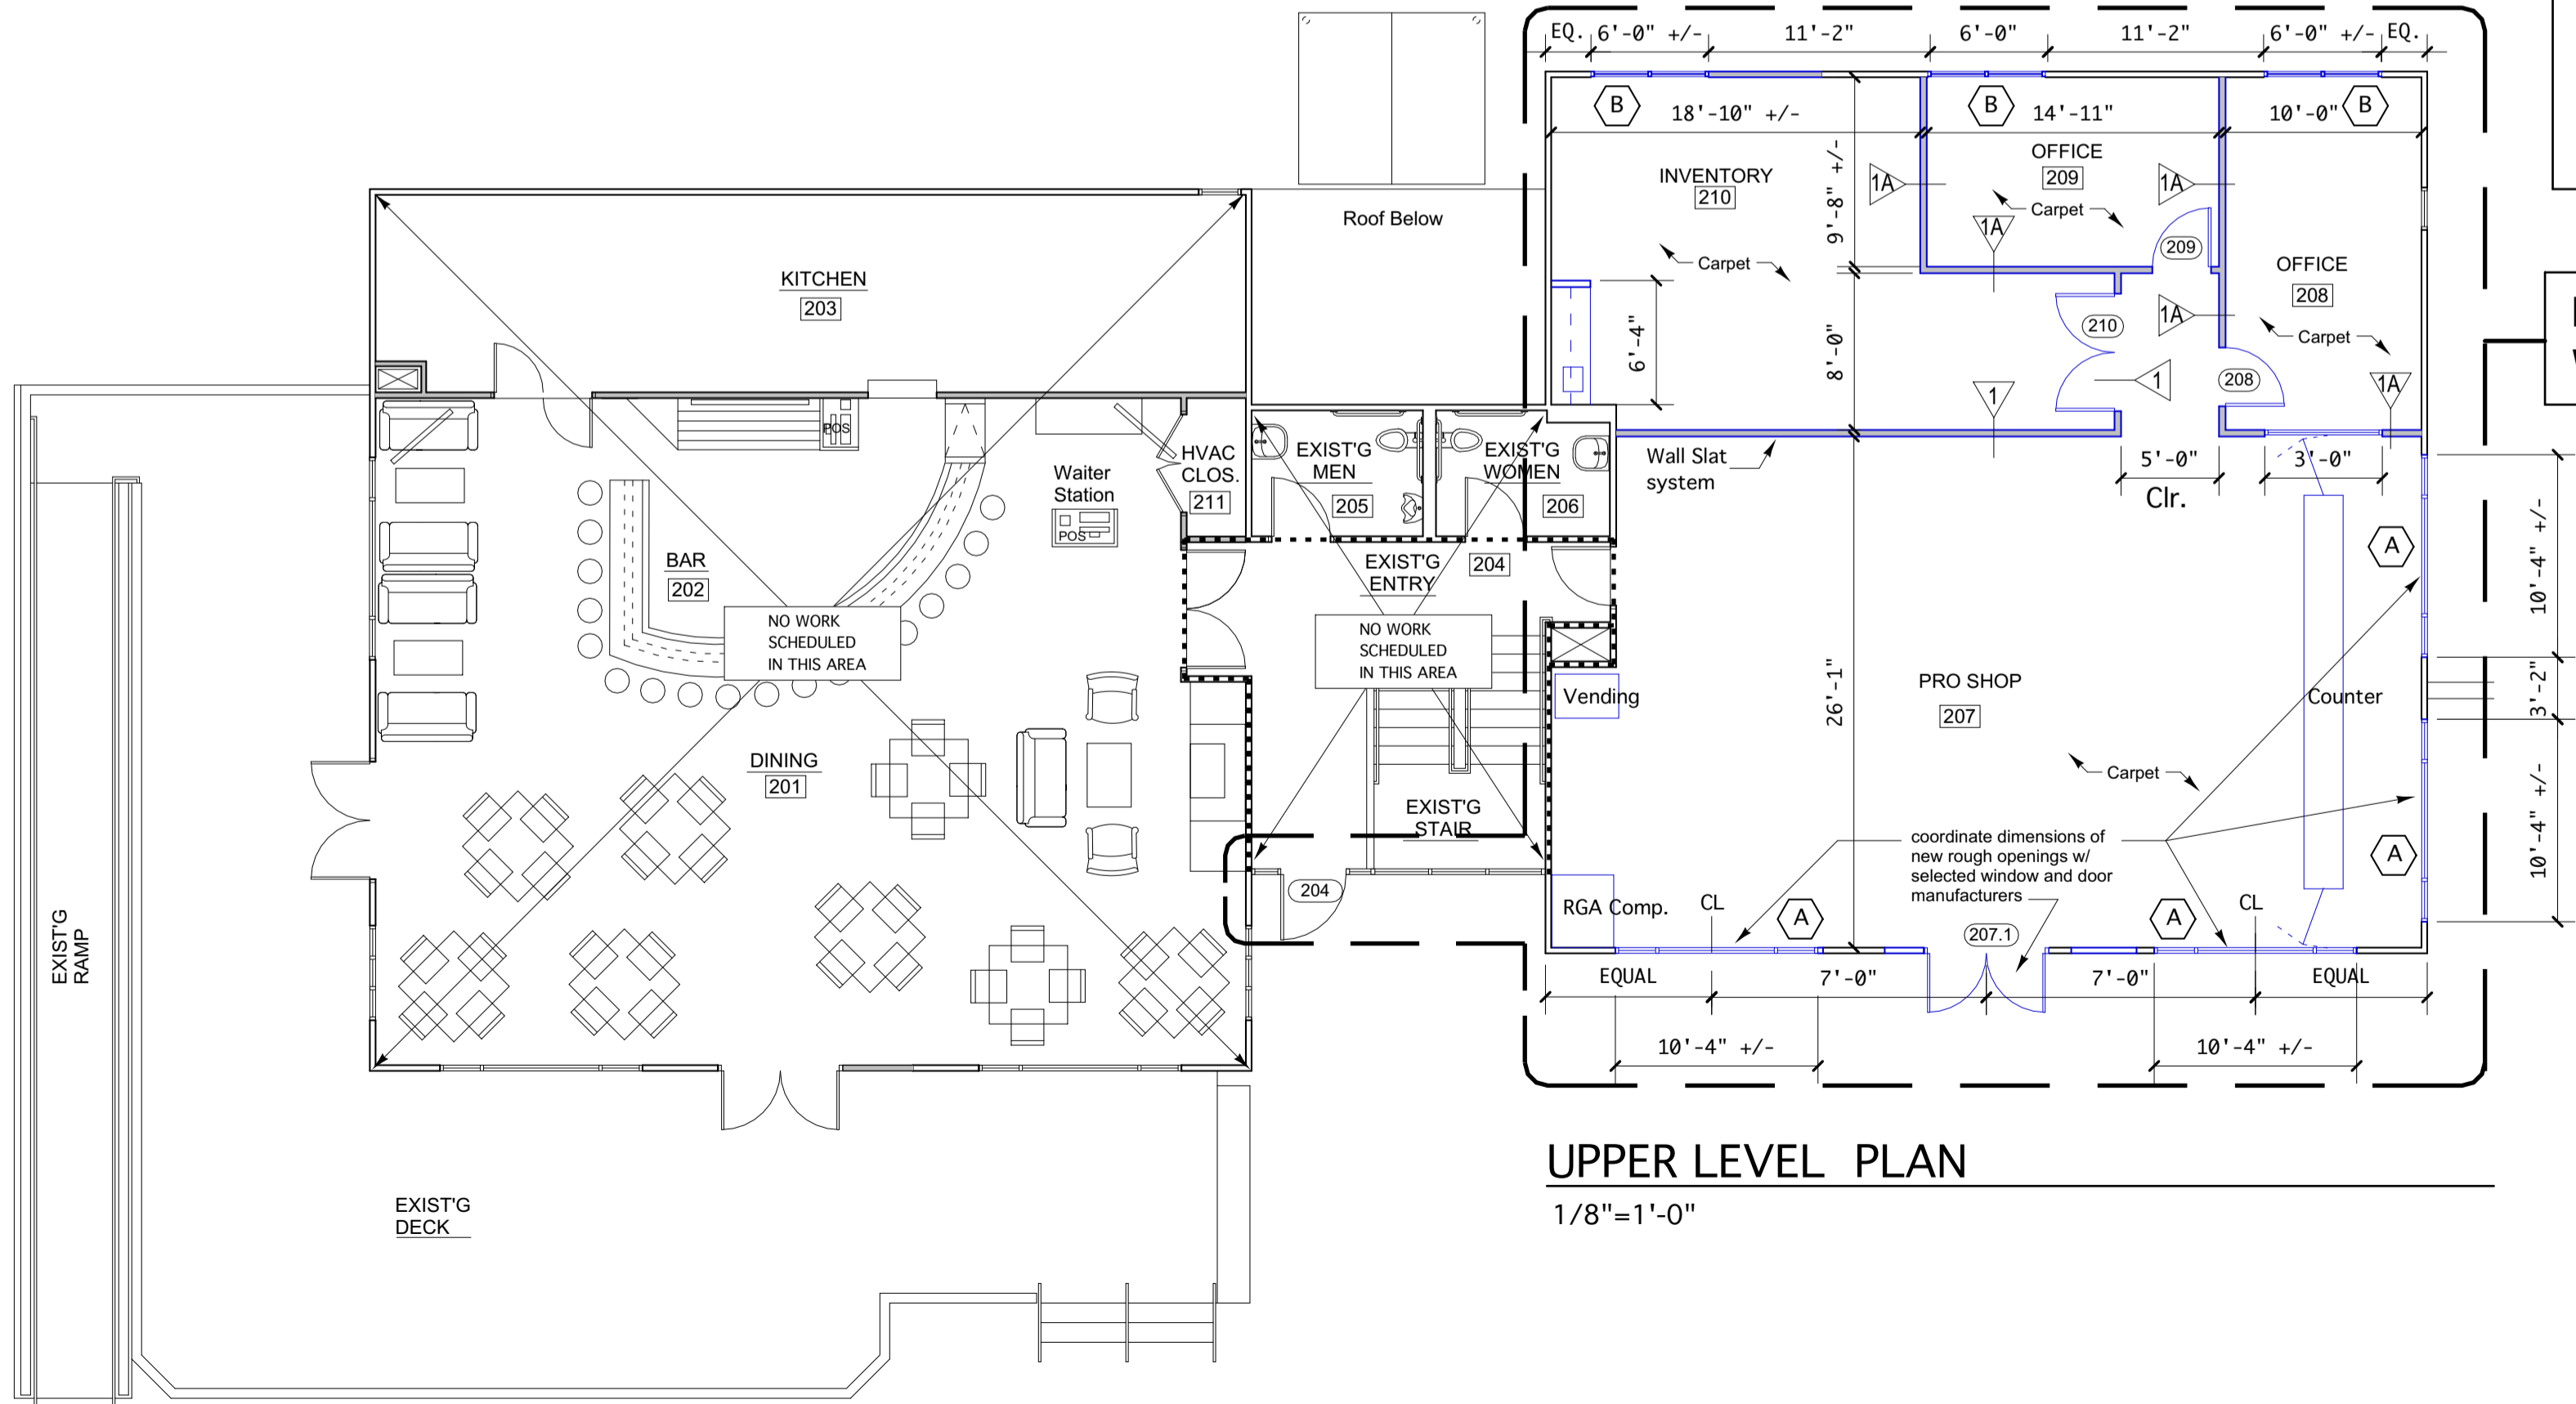 EQ.
6'-0" +/-
11'-2"
6'-0"
11'-2"
6'-0" +/-
EQ.
B
B
B
18'-10" +/-
14'-11"
10'-0"
INVENTORY
210
1A
9'-8" +/-
OFFICE
209
1A
Carpet
1A
209
Carpet
OFFICE
208
Carpet
1A
210
6'-4"
8'-0"
1
1
208
1A
Roof Below
KITCHEN
203
POS
HVAC
CLOS.
211
Waiter
Station
POS
EXIST'G
MEN
205
EXIST'G
WOMEN
206
Wall Slat
system
5'-0"
Clr.
3'-0"
BAR
202
NO WORK
SCHEDULED
IN THIS AREA
EXIST'G
ENTRY
204
NO WORK
SCHEDULED
IN THIS AREA
A
10'-4" +/-
Vending
26'-1"
PRO SHOP
207
Counter
3'-2"
DINING
201
Carpet
EXIST'G
STAIR
204
coordinate dimensions of
new rough openings w/
selected window and door
manufacturers
A
10'-4" +/-
RGA Comp.
CL
A
207.1
A
CL
EQUAL
7'-0"
7'-0"
EQUAL
10'-4" +/-
10'-4" +/-
EXIST'G
RAMP
EXIST'G
DECK
UPPER LEVEL PLAN
1/8"=1'-0"